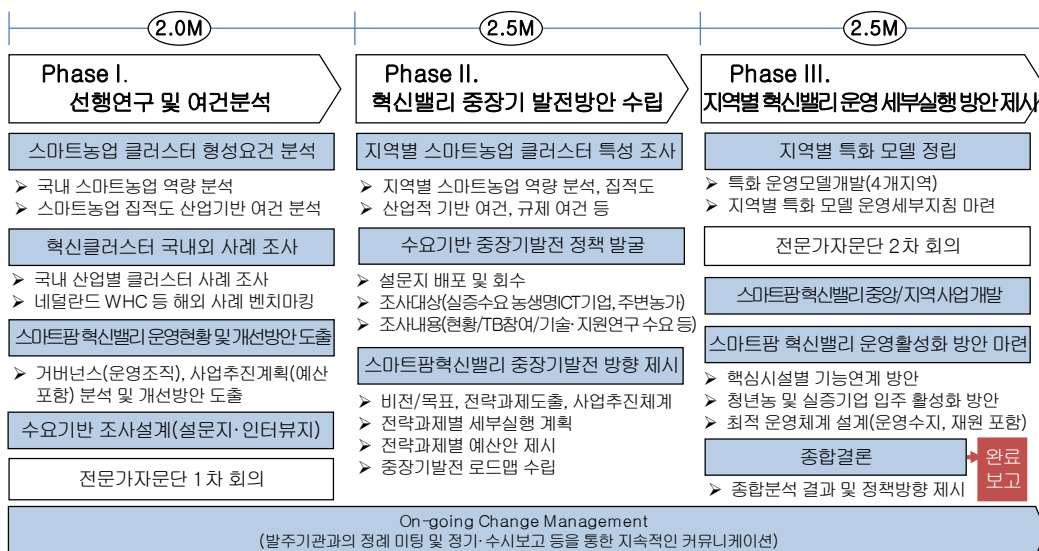 2.0M
2.5M
2.5M
Phase Ⅰ.
선행연구 및 여건분석
스마트농업 클러스터 형성요건 분석
➢ 국내 스마트농업 역량 분석
➢ 스마트농업 집적도 산업기반 여건 분석
혁신클러스터 국내외 사례 조사
➢ 국내 산업별 클러스터 사례 조사
➢ 네덜란드 WHC 등 해외 사례 벤치마킹
스마트팜 혁신밸리 운영현황 및 개선방안 도출
➢ 거버넌스(운영조직), 사업추진계획(예산
포함) 분석 및 개선방안 도출
수요기반 조사설계(설문지·인터뷰지)
전문가자문단 1차 회의
Phase Ⅱ.
혁신밸리 중장기 발전방안 수립
지역별 스마트농업 클러스터 특성 조사
➢ 지역별 스마트농업 역량 분석, 집적도
➢ 산업적 기반 여건, 규제 여건 등
수요기반 중장기발전 정책 발굴
➢ 설문지 배포 및 회수
➢ 조사대상(실증수요 농생명ICT기업, 주변농가)
➢ 조사내용(현황/TB참여/기술·지원연구 수요 등)
스마트팜혁신밸리 중장기발전 방향 제시
➢ 비전/목표, 전략과제도출, 사업추진체계
➢ 전략과제별 세부실행 계획
➢ 전략과제별 예산안 제시
➢ 중장기발전 로드맵 수립
Phase Ⅲ.
지역별 혁신밸리 운영 세부실행 방안 제시
지역별 특화 모델 정립
➢ 특화 운영모델개발(4개지역)
➢ 지역별 특화 모델 운영세부지침 마련
전문가자문단 2차 회의
스마트팜 혁신밸리 중앙/지역 사업 개발
스마트팜 혁신밸리 운영활성화 방안 마련
➢ 핵심시설별 기능연계 방안
➢ 청년농 및 실증기업 입주 활성화 방안
➢ 최적 운영체계 설계(운영수지, 재원 포함)
종합결론
➢ 종합분석 결과 및 정책방향 제시
완료
보고
On-going Change Management
(발주기관과의 정례 미팅 및 정기·수시보고 등을 통한 지속적인 커뮤니케이션)